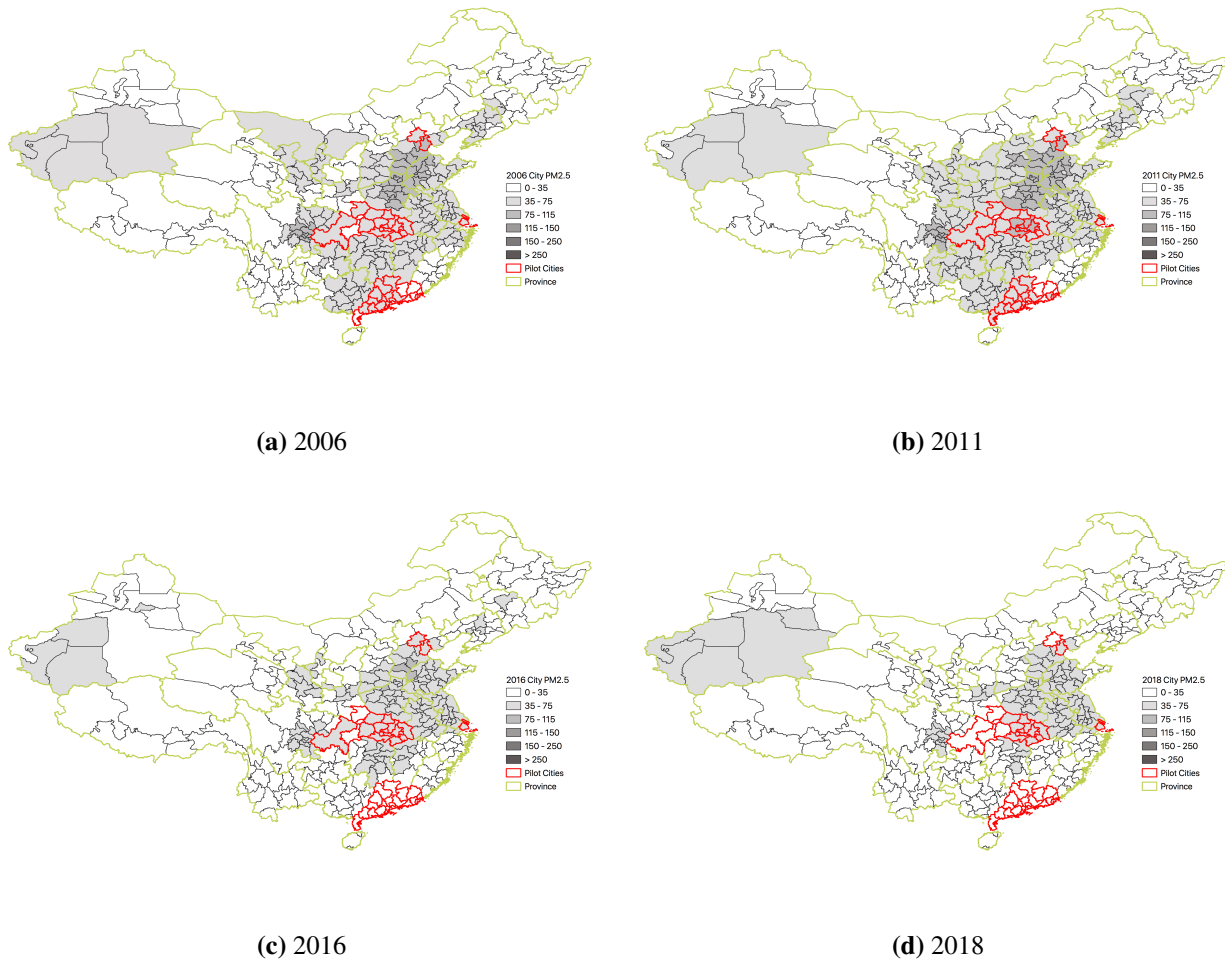 2006 City PM2.5
0 - 35
35 - 75
75 - 115
115 - 150
150 - 250
> 250
Pilot Cities
Province
(a) 2006
2011 City PM2.5
0 - 35
35 - 75
75 - 115
115 - 150
150 - 250
> 250
Pilot Cities
Province
(b) 2011
2016 City PM2.5
0 - 35
35 - 75
75 - 115
115 - 150
150 - 250
> 250
Pilot Cities
Province
(c) 2016
2018 City PM2.5
0 - 35
35 - 75
75 - 115
115 - 150
150 - 250
> 250
Pilot Cities
Province
(d) 2018